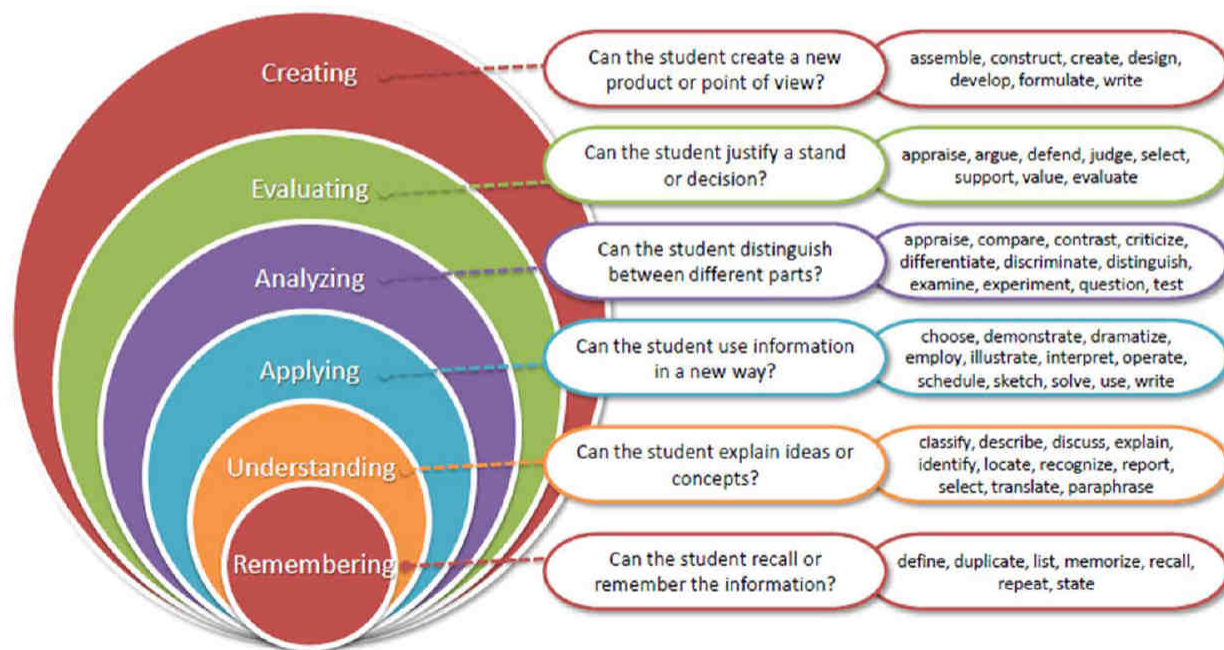 Creating
Can the student create a new
product or point of view?
assemble, construct, create, design,
develop, formulate, write
Evaluating
Can the student justify a stand
or decision?
appraise, argue, defend, judge, select,
support, value, evaluate
Analyzing
Can the student distinguish
between different parts?
appraise, compare, contrast, criticize,
differentiate, discriminate, distinguish,
examine, experiment, question, test
Applying
Can the student use information
in a new way?
choose, demonstrate, dramatize,
employ, illustrate, interpret, operate,
schedule, sketch, solve, use, write
Understanding
Can the student explain ideas or
concepts?
classify, describe, discuss, explain,
identify, locate, recognize, report,
select, translate, paraphrase
Remembering
Can the student recall or
remember the information?
define, duplicate, list, memorize, recall,
repeat, state